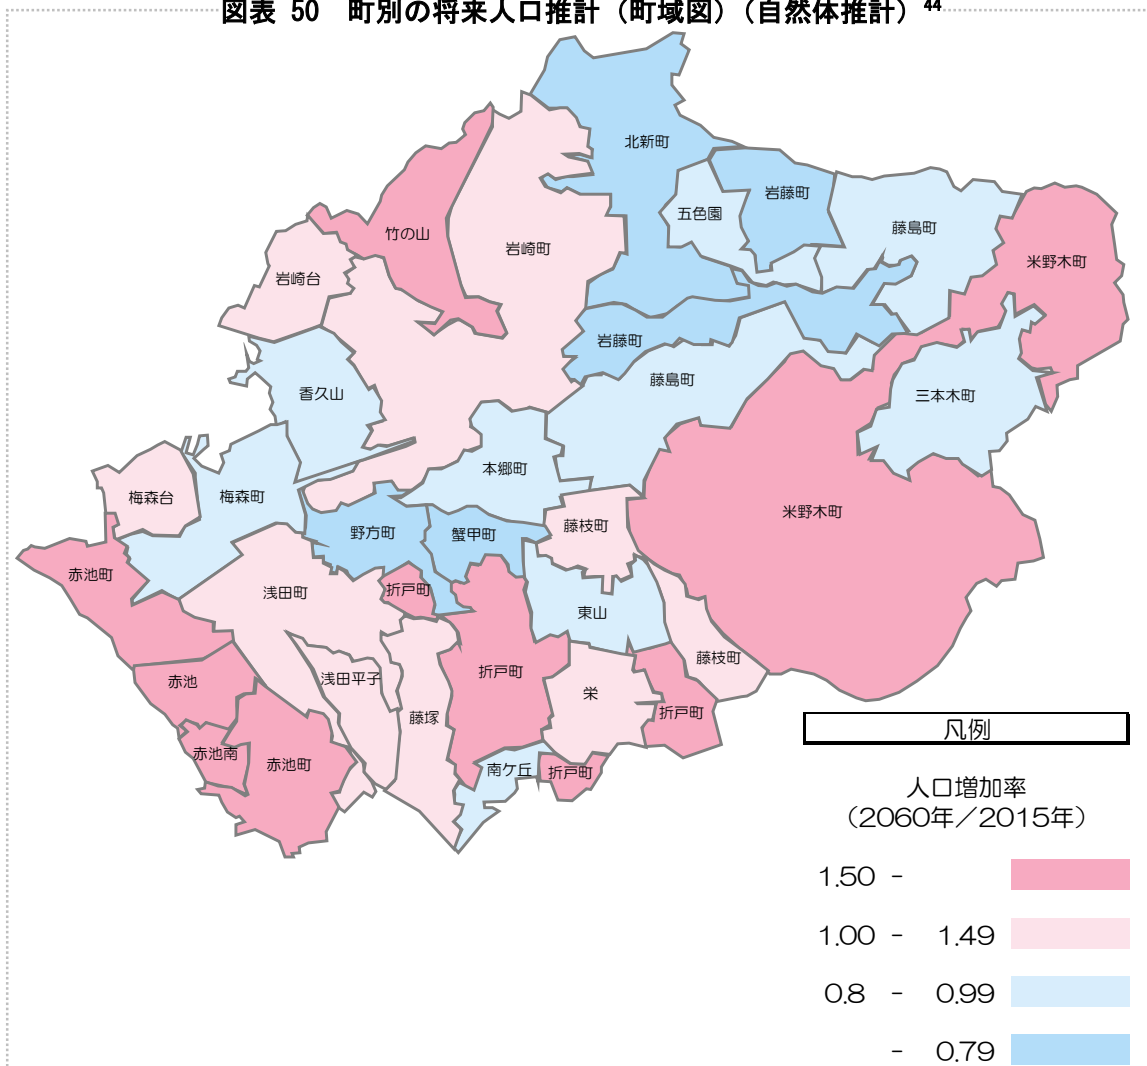 図表 50 町別の将来人口推計（町域図）（自然体推計）44
北新町
岩藤町
五色園
藤島町
竹の山
岩崎町
米野木町
岩崎台
岩藤町
藤島町
香久山
三本木町
本郷町
梅森台
梅森町
米野木町
藤枝町
野方町
蟹甲町
赤池町
折戸町
浅田町
東山
藤枝町
折戸町
赤池
浅田平子
栄
藤塚
折戸町
赤池南
赤池町
南ケ丘
折戸町
凡例
人口増加率
（2060年／2015年）
1.50 -
1.00 - 1.49
0.8 - 0.99
- 0.79